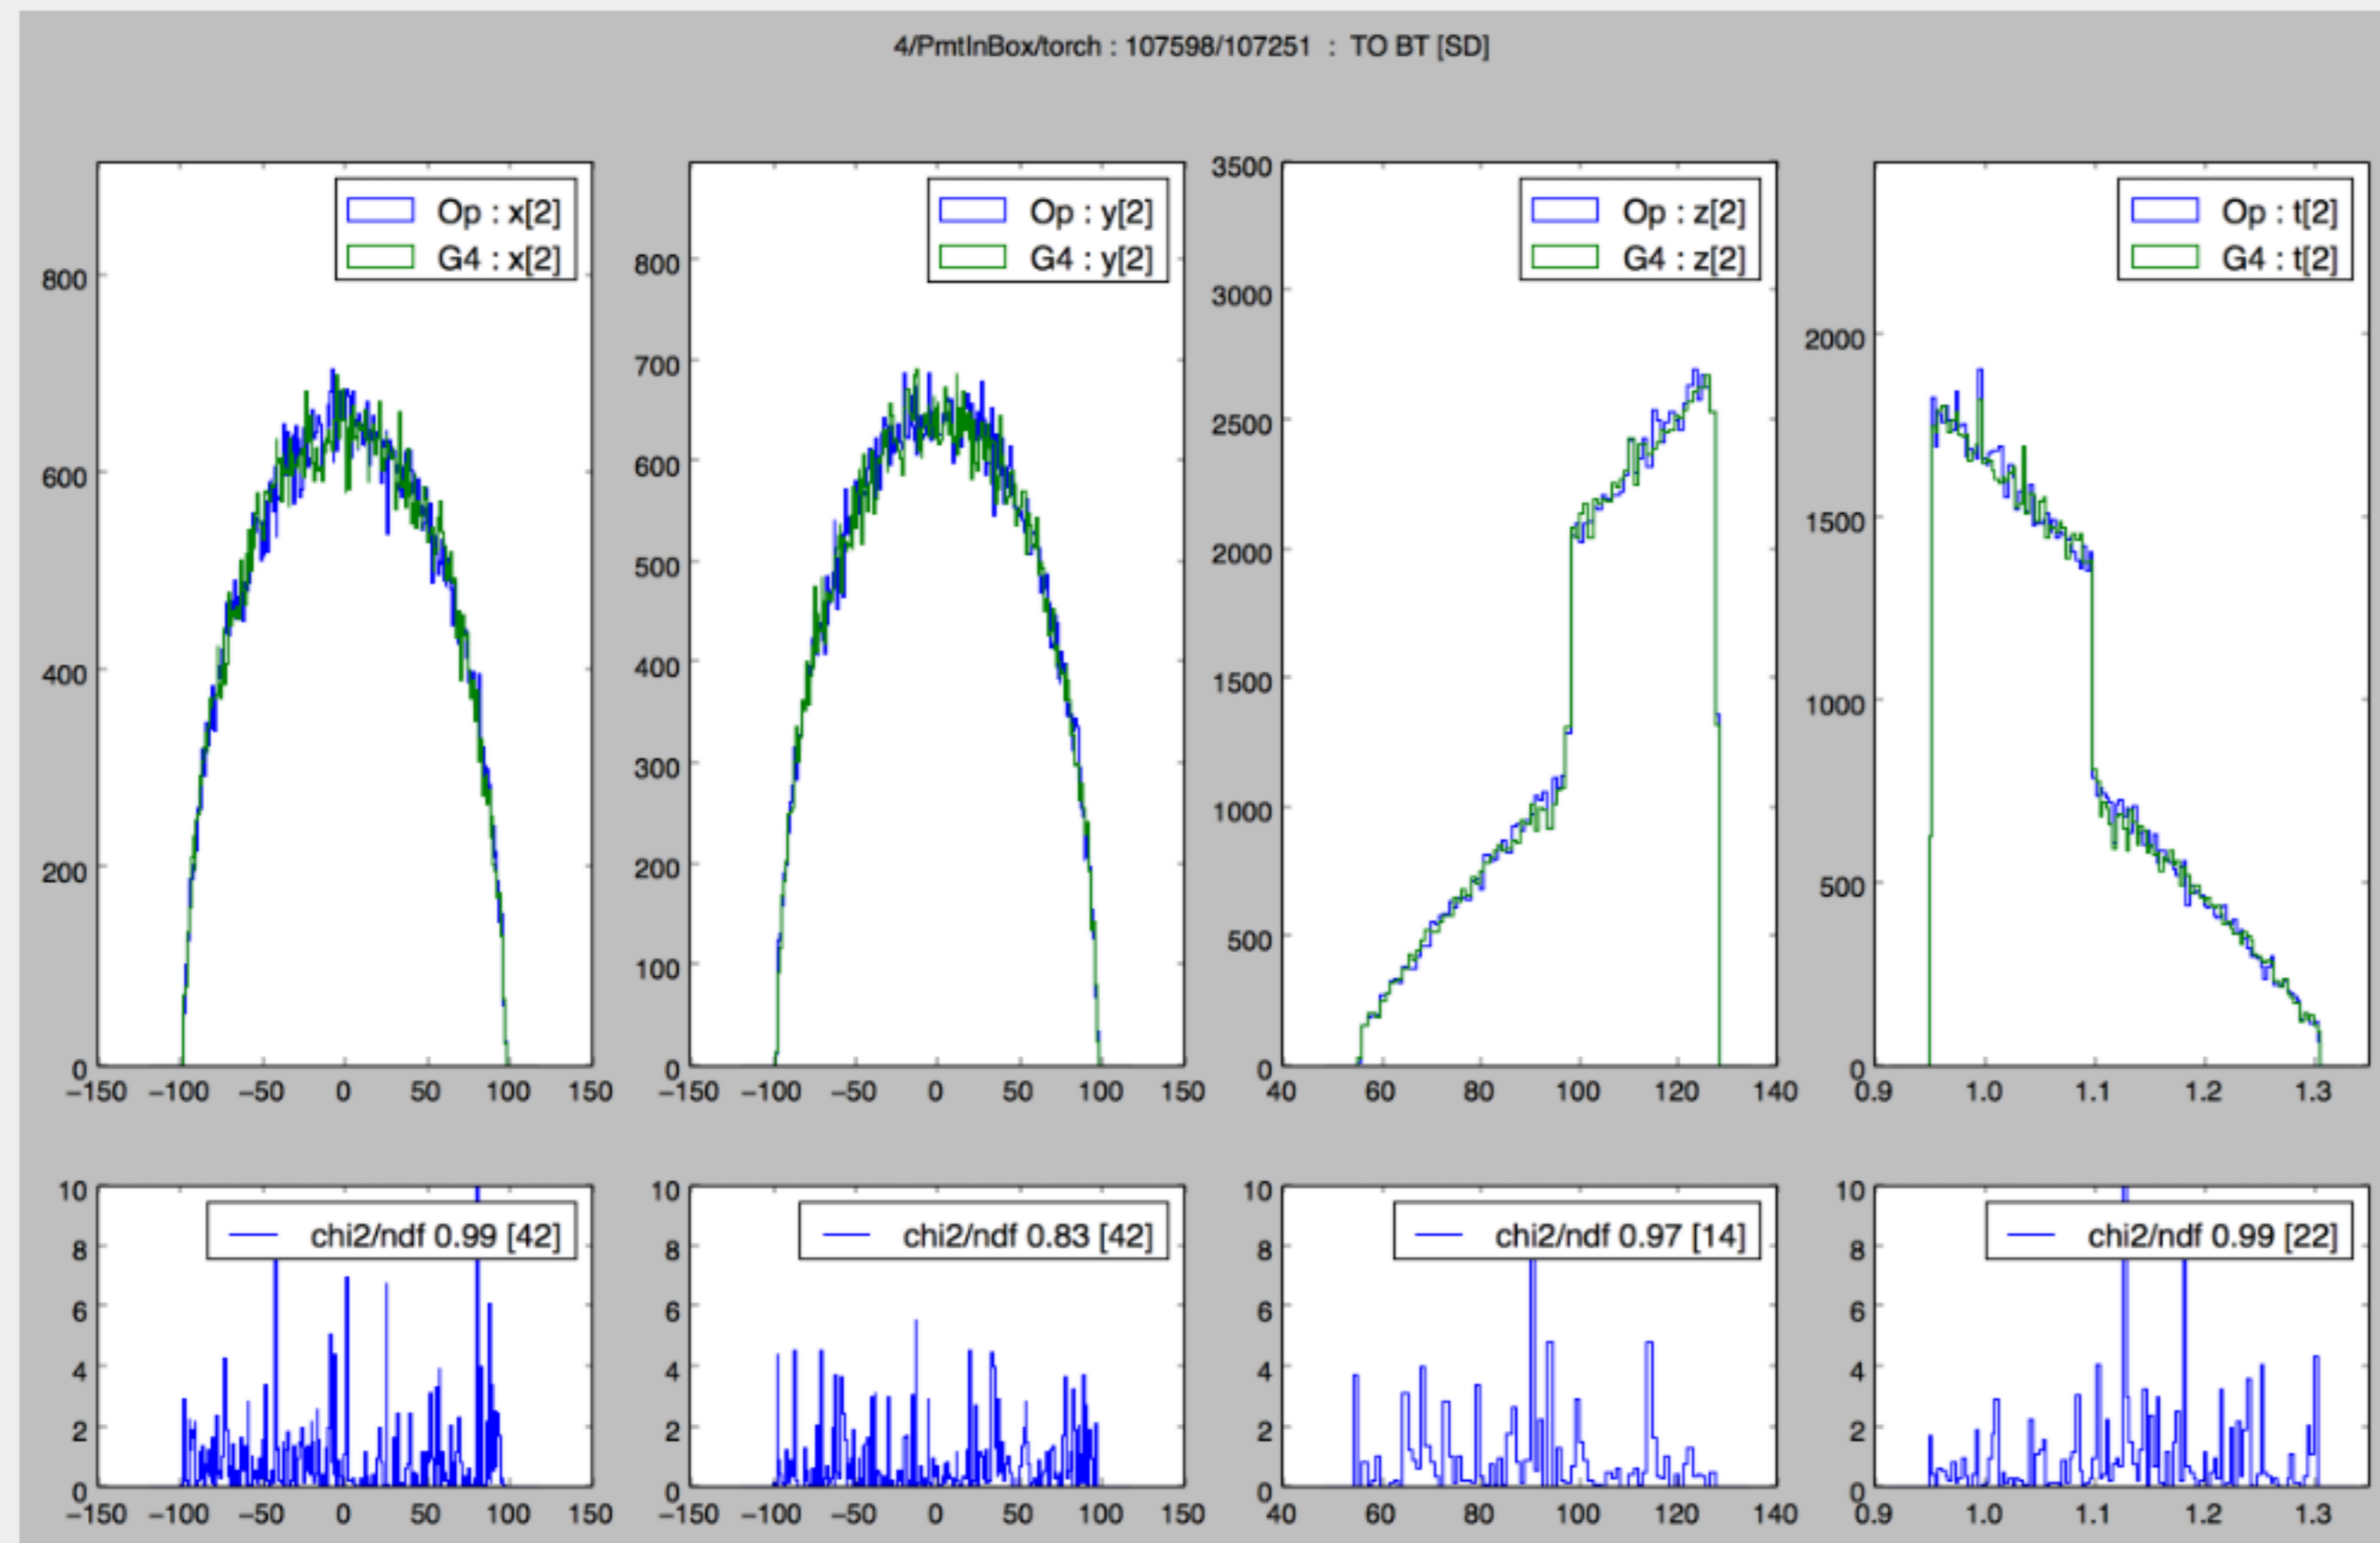 4/PmtInBox/torch : 107598/107251 : TO BT [SD]
Op : x[2]
G4 : x[2]
800
600
400
200
0
−150 −100 −50 0 50 100 150
Op : y[2]
G4 : y[2]
800
700
600
500
400
300
200
100
0
−150 −100 −50 0 50 100 150
Op : z[2]
G4 : z[2]
3500
3000
2500
2000
1500
1000
500
0
40 60 80 100 120 140
Op : t[2]
G4 : t[2]
2000
1500
1000
500
0
0.9 1.0 1.1 1.2 1.3
chi2/ndf 0.99 [42]
10
8
6
4
2
0
−150 −100 −50 0 50 100 150
chi2/ndf 0.83 [42]
10
8
6
4
2
0
−150 −100 −50 0 50 100 150
chi2/ndf 0.97 [14]
10
8
6
4
2
0
40 60 80 100 120 140
chi2/ndf 0.99 [22]
10
8
6
4
2
0
0.9 1.0 1.1 1.2 1.3